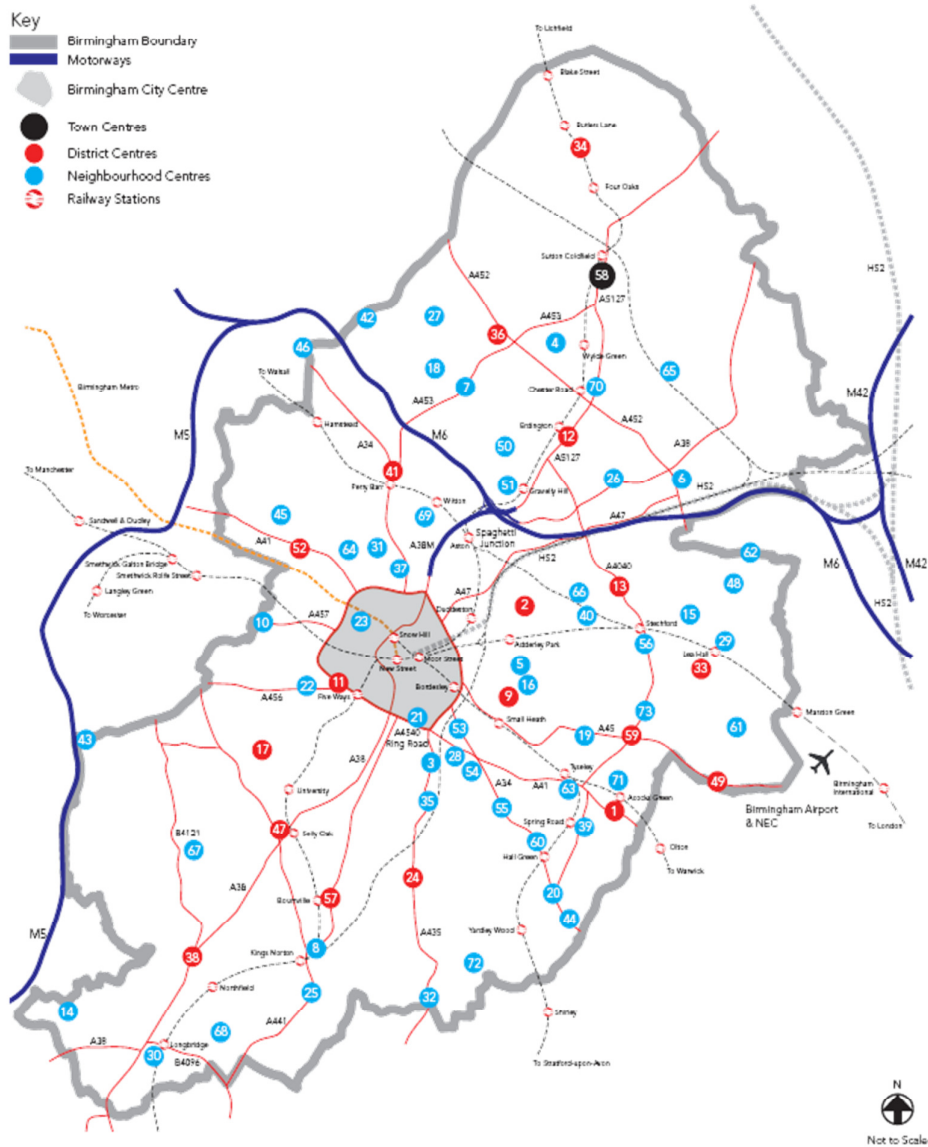 Key
Birmingham Boundary
Motorways
Birmingham City Centre
Town Centres
District Centres
Neighbourhood Centres
Railway Stations
To Lichfield
Blake Street
Butlers Lane
34
Four Oaks
HS2
Sutton Coldfield
58
A452
A5127
42
27
A453
36
4
46
Wylde Green
To Walsall
18
65
Birmingham Metro
7
70
Chester Road
M42
M5
A453
M6
A452
Hamstead
Erdington
A34
12
A38
50
A5127
41
To Manchester
Perry Barr
51
26
6
HS2
Gravelly Hill
Witton
Sandwell & Dudley
45
69
A47
Spaghetti
Junction
A41
52
64
31
A38M
Aston
62
Smethwick Galton Bridge
HS2
M6
M42
Smethwick Rolfe Street
37
A4040
48
Langley Green
A47
13
66
HS2
To Worcester
2
A457
Duddeston
15
10
23
40
Stechford
Snow Hill
29
Adderley Park
56
Lea Hall
Moor Street
New Street
5
33
11
22
16
A456
Five Ways
Bordesley
9
Marston Green
73
21
Small Heath
43
A4540
Ring Road
53
19
A45
59
61
17
A38
28
3
54
Tyseley
71
A34
A41
49
University
63
Acocks Green
Birmingham
International
35
55
1
Birmingham Airport
& NEC
B4121
Spring Road
39
47
Selly Oak
To London
67
60
Olton
Hall Green
A38
24
To Warwick
57
20
Bournville
44
M5
A435
Yardley Wood
8
38
Kings Norton
72
Northfield
25
32
14
Shirley
68
A441
A38
Longbridge
30
B4096
To Stratford-upon-Avon
N
Not to Scale